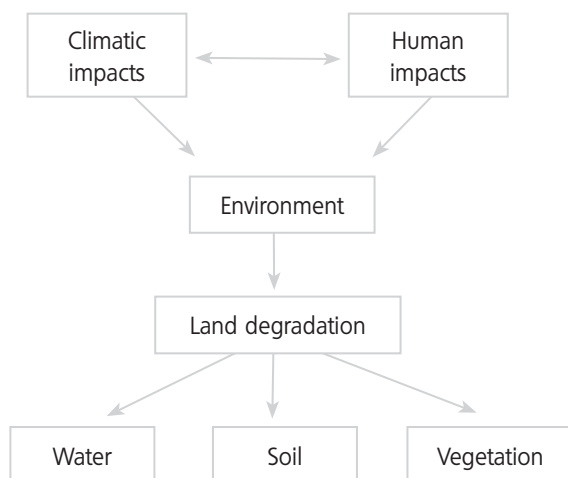 Climatic
impacts
Human
impacts
Environment
Land degradation
Water
Soil
Vegetation